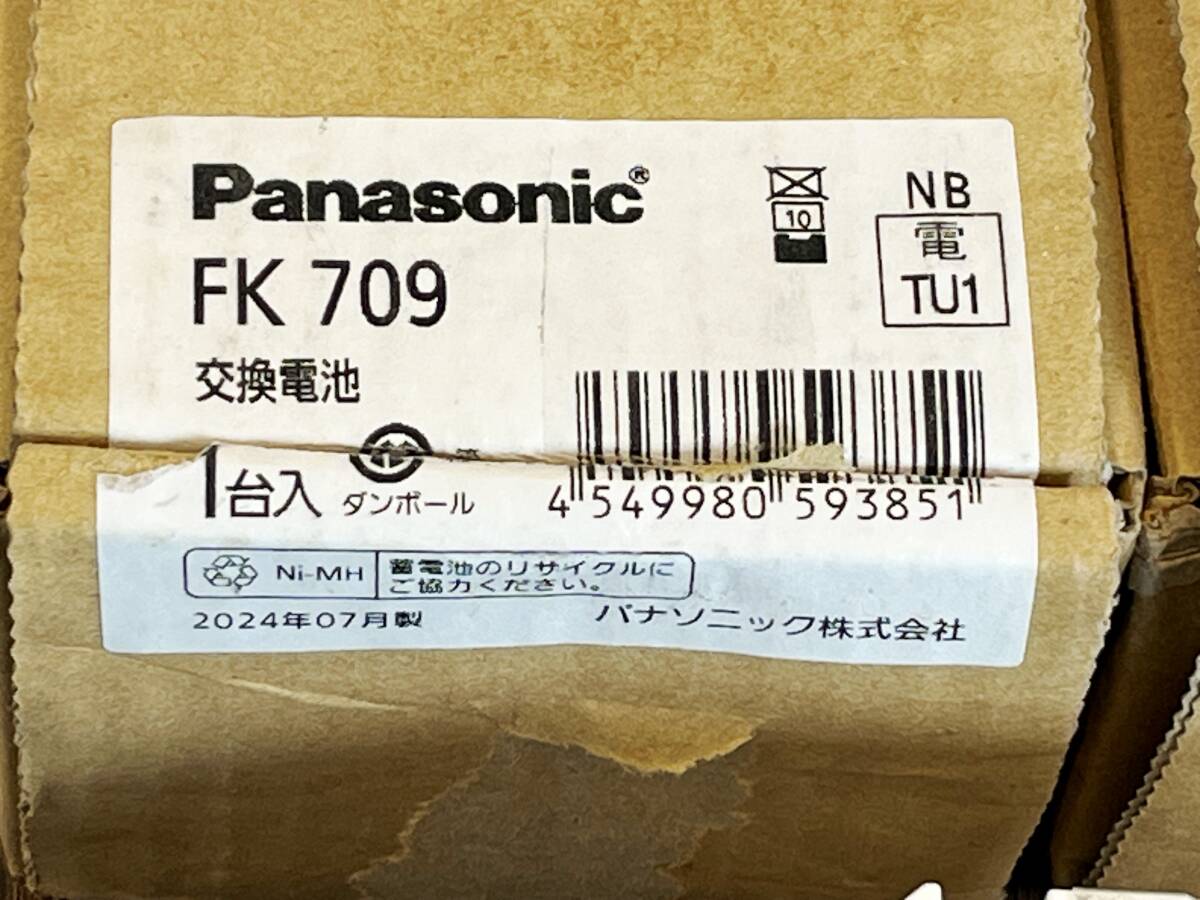 Panasonic®
FK 709
交換電池
10
NB
電
TU1
1台入
ダンボール
4 549980 593851
Ni-MH
蓄電池のリサイクルに
ご協力ください。
2024年07月製
パナソニック株式会社